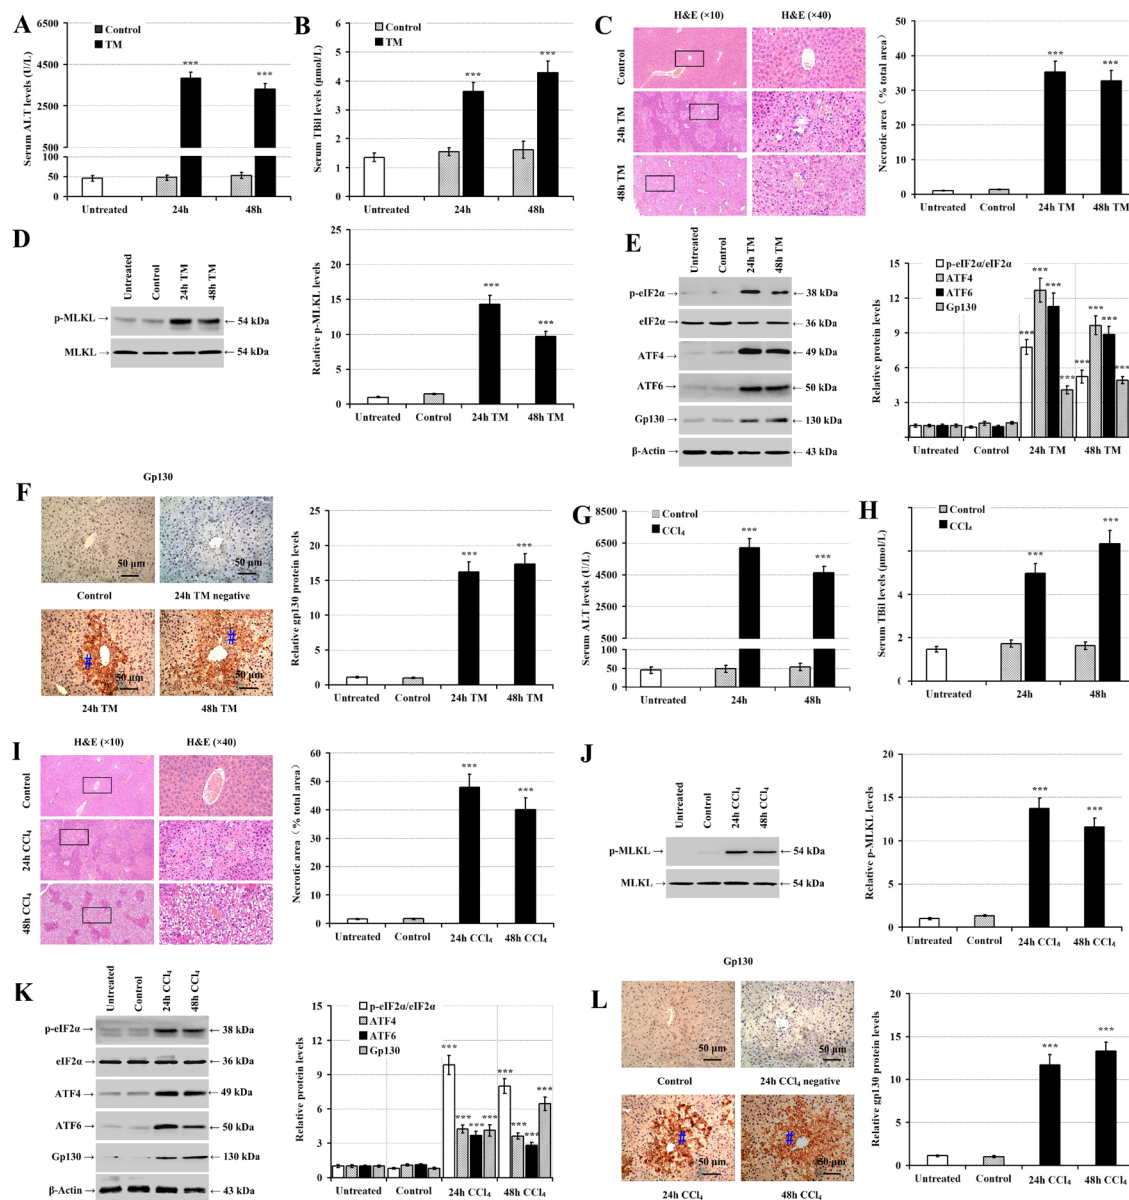 A
Serum ALT levels (U/L)
6500
4500
2500
500
100
50
0
Control
TM
***
***
Untreated
24h
48h
B
Serum TBil levels (μmol/L)
6
5
4
3
2
1
0
Control
TM
***
***
Untreated
24h
48h
C
H&E (×10)
H&E (×40)
Control
24h TM
48h TM
Necrotic area (% total area)
50
40
30
20
10
0
***
***
Untreated
Control
24h TM
48h TM
D
Untreated
Control
24h TM
48h TM
p-MLKL → ← 54 kDa
MLKL → ← 54 kDa
Relative p-MLKL levels
25
20
15
10
5
0
***
***
Untreated
Control
24h TM
48h TM
E
Untreated
Control
24h TM
48h TM
p-eIF2α → ← 38 kDa
eIF2α → ← 36 kDa
ATF4 → ← 49 kDa
ATF6 → ← 50 kDa
Gp130 → ← 130 kDa
β-Actin → ← 43 kDa
Relative protein levels
15
12
9
6
3
0
p-eIF2α/eIF2α
ATF4
ATF6
Gp130
***
***
***
***
***
***
***
***
Untreated
Control
24h TM
48h TM
F
Gp130
50 μm
50 μm
Control
24h TM negative
#
50 μm
#
50 μm
24h TM
48h TM
Relative gp130 protein levels
25
20
15
10
5
0
***
***
Untreated
Control
24h TM
48h TM
G
Serum ALT levels (U/L)
8500
6500
4500
2500
500
100
50
0
Control
CCl₄
***
***
Untreated
24h
48h
H
Serum TBil levels (μmol/L)
6
4
2
Control
CCl₄
***
***
Untreated
24h
48h
I
H&E (×10)
H&E (×40)
Control
24h CCl₄
48h CCl₄
Necrotic area (% total area)
60
50
40
30
20
10
0
***
***
Untreated
Control
24h CCl₄
48h CCl₄
J
Untreated
Control
24h CCl₄
48h CCl₄
p-MLKL → ← 54 kDa
MLKL → ← 54 kDa
Relative p-MLKL levels
20
15
10
5
0
***
***
Untreated
Control
24h CCl₄
48h CCl₄
K
Untreated
Control
24h CCl₄
48h CCl₄
p-eIF2α → ← 38 kDa
eIF2α → ← 36 kDa
ATF4 → ← 49 kDa
ATF6 → ← 50 kDa
Gp130 → ← 130 kDa
β-Actin → ← 43 kDa
Relative protein levels
15
12
9
6
3
0
p-eIF2α/eIF2α
ATF4
ATF6
Gp130
***
***
***
***
***
***
***
***
Untreated
Control
24h CCl₄
48h CCl₄
L
Gp130
50 μm
50 μm
Control
24h CCl₄ negative
#
50 μm
#
50 μm
24h CCl₄
48h CCl₄
Relative gp130 protein levels
20
15
10
5
0
***
***
Untreated
Control
24h CCl₄
48h CCl₄